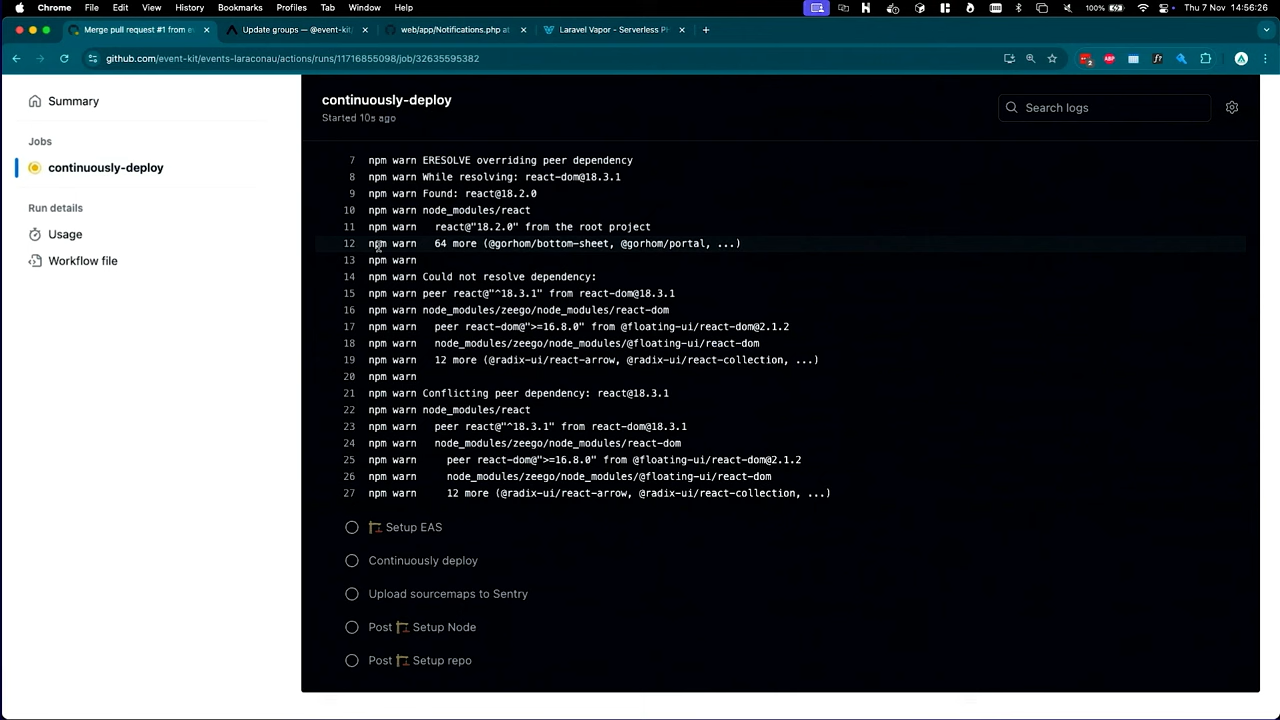 Chrome File Edit View History Bookmarks Profiles Tab Window Help 100% Thu 7 Nov 14:56:26
Merge pull request #1 from e Update groups — @event-kit/ web/app/Notifications.php at Laravel Vapor - Serverless P
github.com/event-kit/events-laraconau/actions/runs/11716855098/job/32635595382
Summary
Jobs
continuously-deploy
Run details
Usage
Workflow file
continuously-deploy
Started 10s ago
Search logs
7 npm warn ERESOLVE overriding peer dependency
8 npm warn While resolving: react-dom@18.3.1
9 npm warn Found: react@18.2.0
10 npm warn node_modules/react
11 npm warn   react@"18.2.0" from the root project
12 npm warn   64 more (@gorhom/bottom-sheet, @gorhom/portal, ...)
13 npm warn
14 npm warn Could not resolve dependency:
15 npm warn peer react@"^18.3.1" from react-dom@18.3.1
16 npm warn node_modules/zeego/node_modules/react-dom
17 npm warn   peer react-dom@">=16.8.0" from @floating-ui/react-dom@2.1.2
18 npm warn   node_modules/zeego/node_modules/@floating-ui/react-dom
19 npm warn   12 more (@radix-ui/react-arrow, @radix-ui/react-collection, ...)
20 npm warn
21 npm warn Conflicting peer dependency: react@18.3.1
22 npm warn node_modules/react
23 npm warn   peer react@"^18.3.1" from react-dom@18.3.1
24 npm warn   node_modules/zeego/node_modules/react-dom
25 npm warn     peer react-dom@">=16.8.0" from @floating-ui/react-dom@2.1.2
26 npm warn     node_modules/zeego/node_modules/@floating-ui/react-dom
27 npm warn     12 more (@radix-ui/react-arrow, @radix-ui/react-collection, ...)
Setup EAS
Continuously deploy
Upload sourcemaps to Sentry
Post Setup Node
Post Setup repo